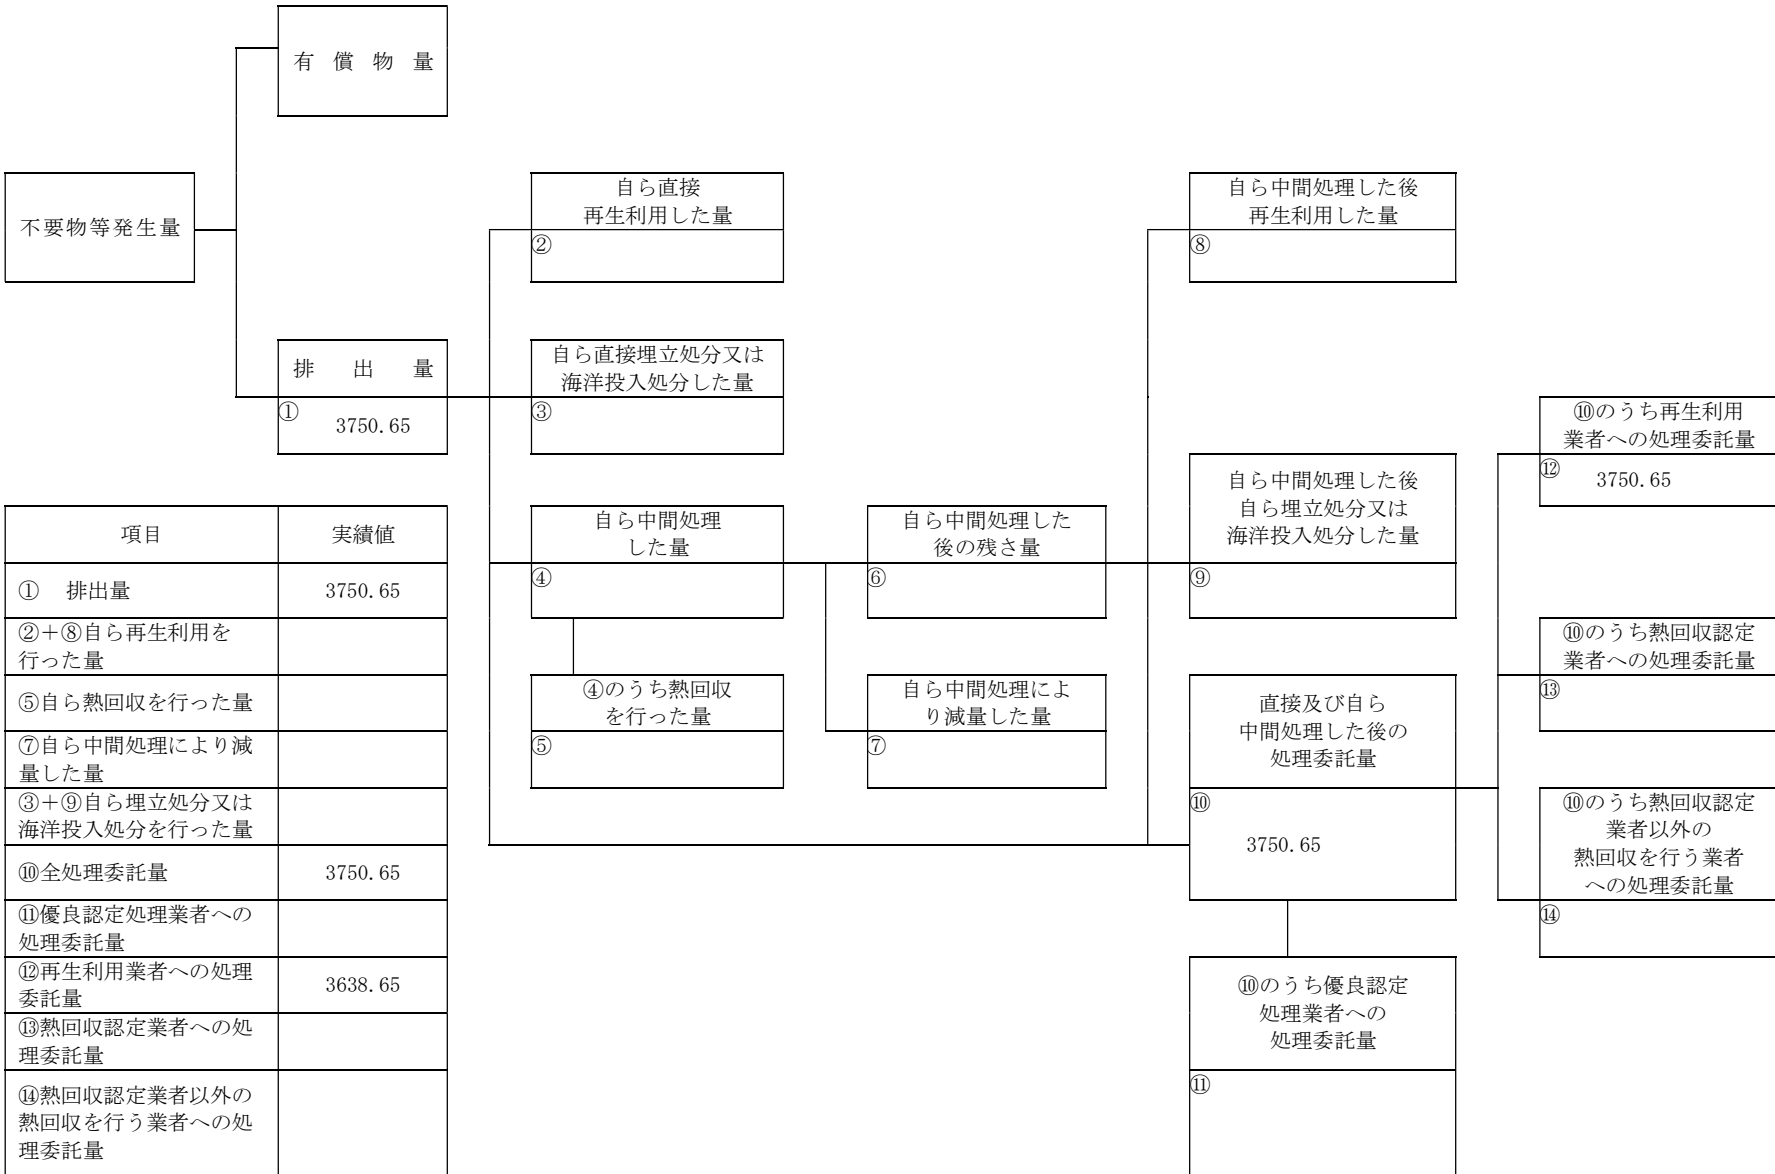 有償物量
不要物等発生量
自ら直接
再生利用した量
②
自ら中間処理した後
再生利用した量
⑧
排出量
① 3750.65
自ら直接埋立処分又は
海洋投入処分した量
③
⑩のうち再生利用
業者への処理委託量
⑫ 3750.65
自ら中間処理
した量
④
自ら中間処理した
後の残さ量
⑥
自ら中間処理した後
自ら埋立処分又は
海洋投入処分した量
⑨
⑩のうち熱回収認定
業者への処理委託量
⑬
④のうち熱回収
を行った量
⑤
自ら中間処理によ
り減量した量
⑦
直接及び自ら
中間処理した後の
処理委託量
⑩
3750.65
⑩のうち熱回収認定
業者以外の
熱回収を行う業者
への処理委託量
⑭
⑩のうち優良認定
処理業者への
処理委託量
⑪
項目 実績値
① 排出量 3750.65
②+⑧自ら再生利用を
行った量
⑤自ら熱回収を行った量
⑦自ら中間処理により減
量した量
③+⑨自ら埋立処分又は
海洋投入処分を行った量
⑩全処理委託量 3750.65
⑪優良認定処理業者への
処理委託量
⑫再生利用業者への処理
委託量 3638.65
⑬熱回収認定業者への処
理委託量
⑭熱回収認定業者以外の
熱回収を行う業者への処
理委託量